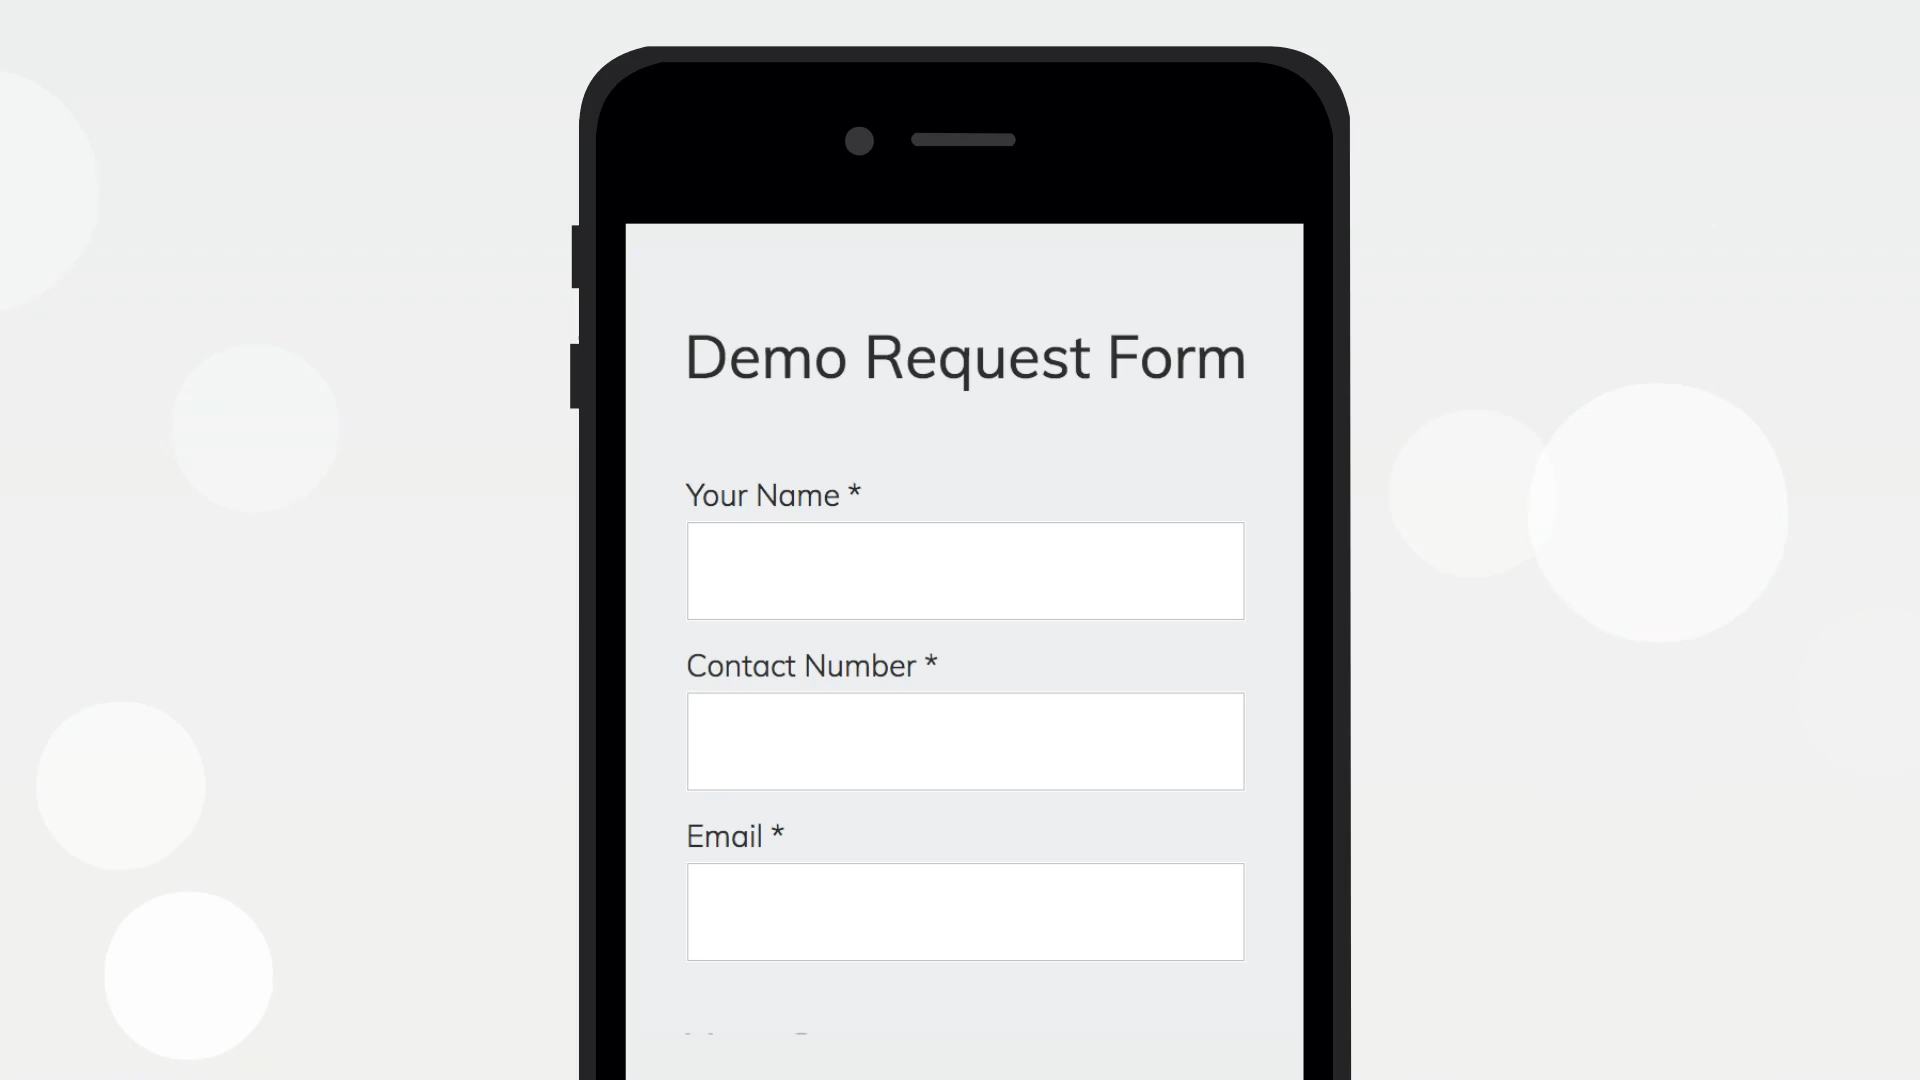 Demo Request Form
Your Name *
Contact Number *
Email *